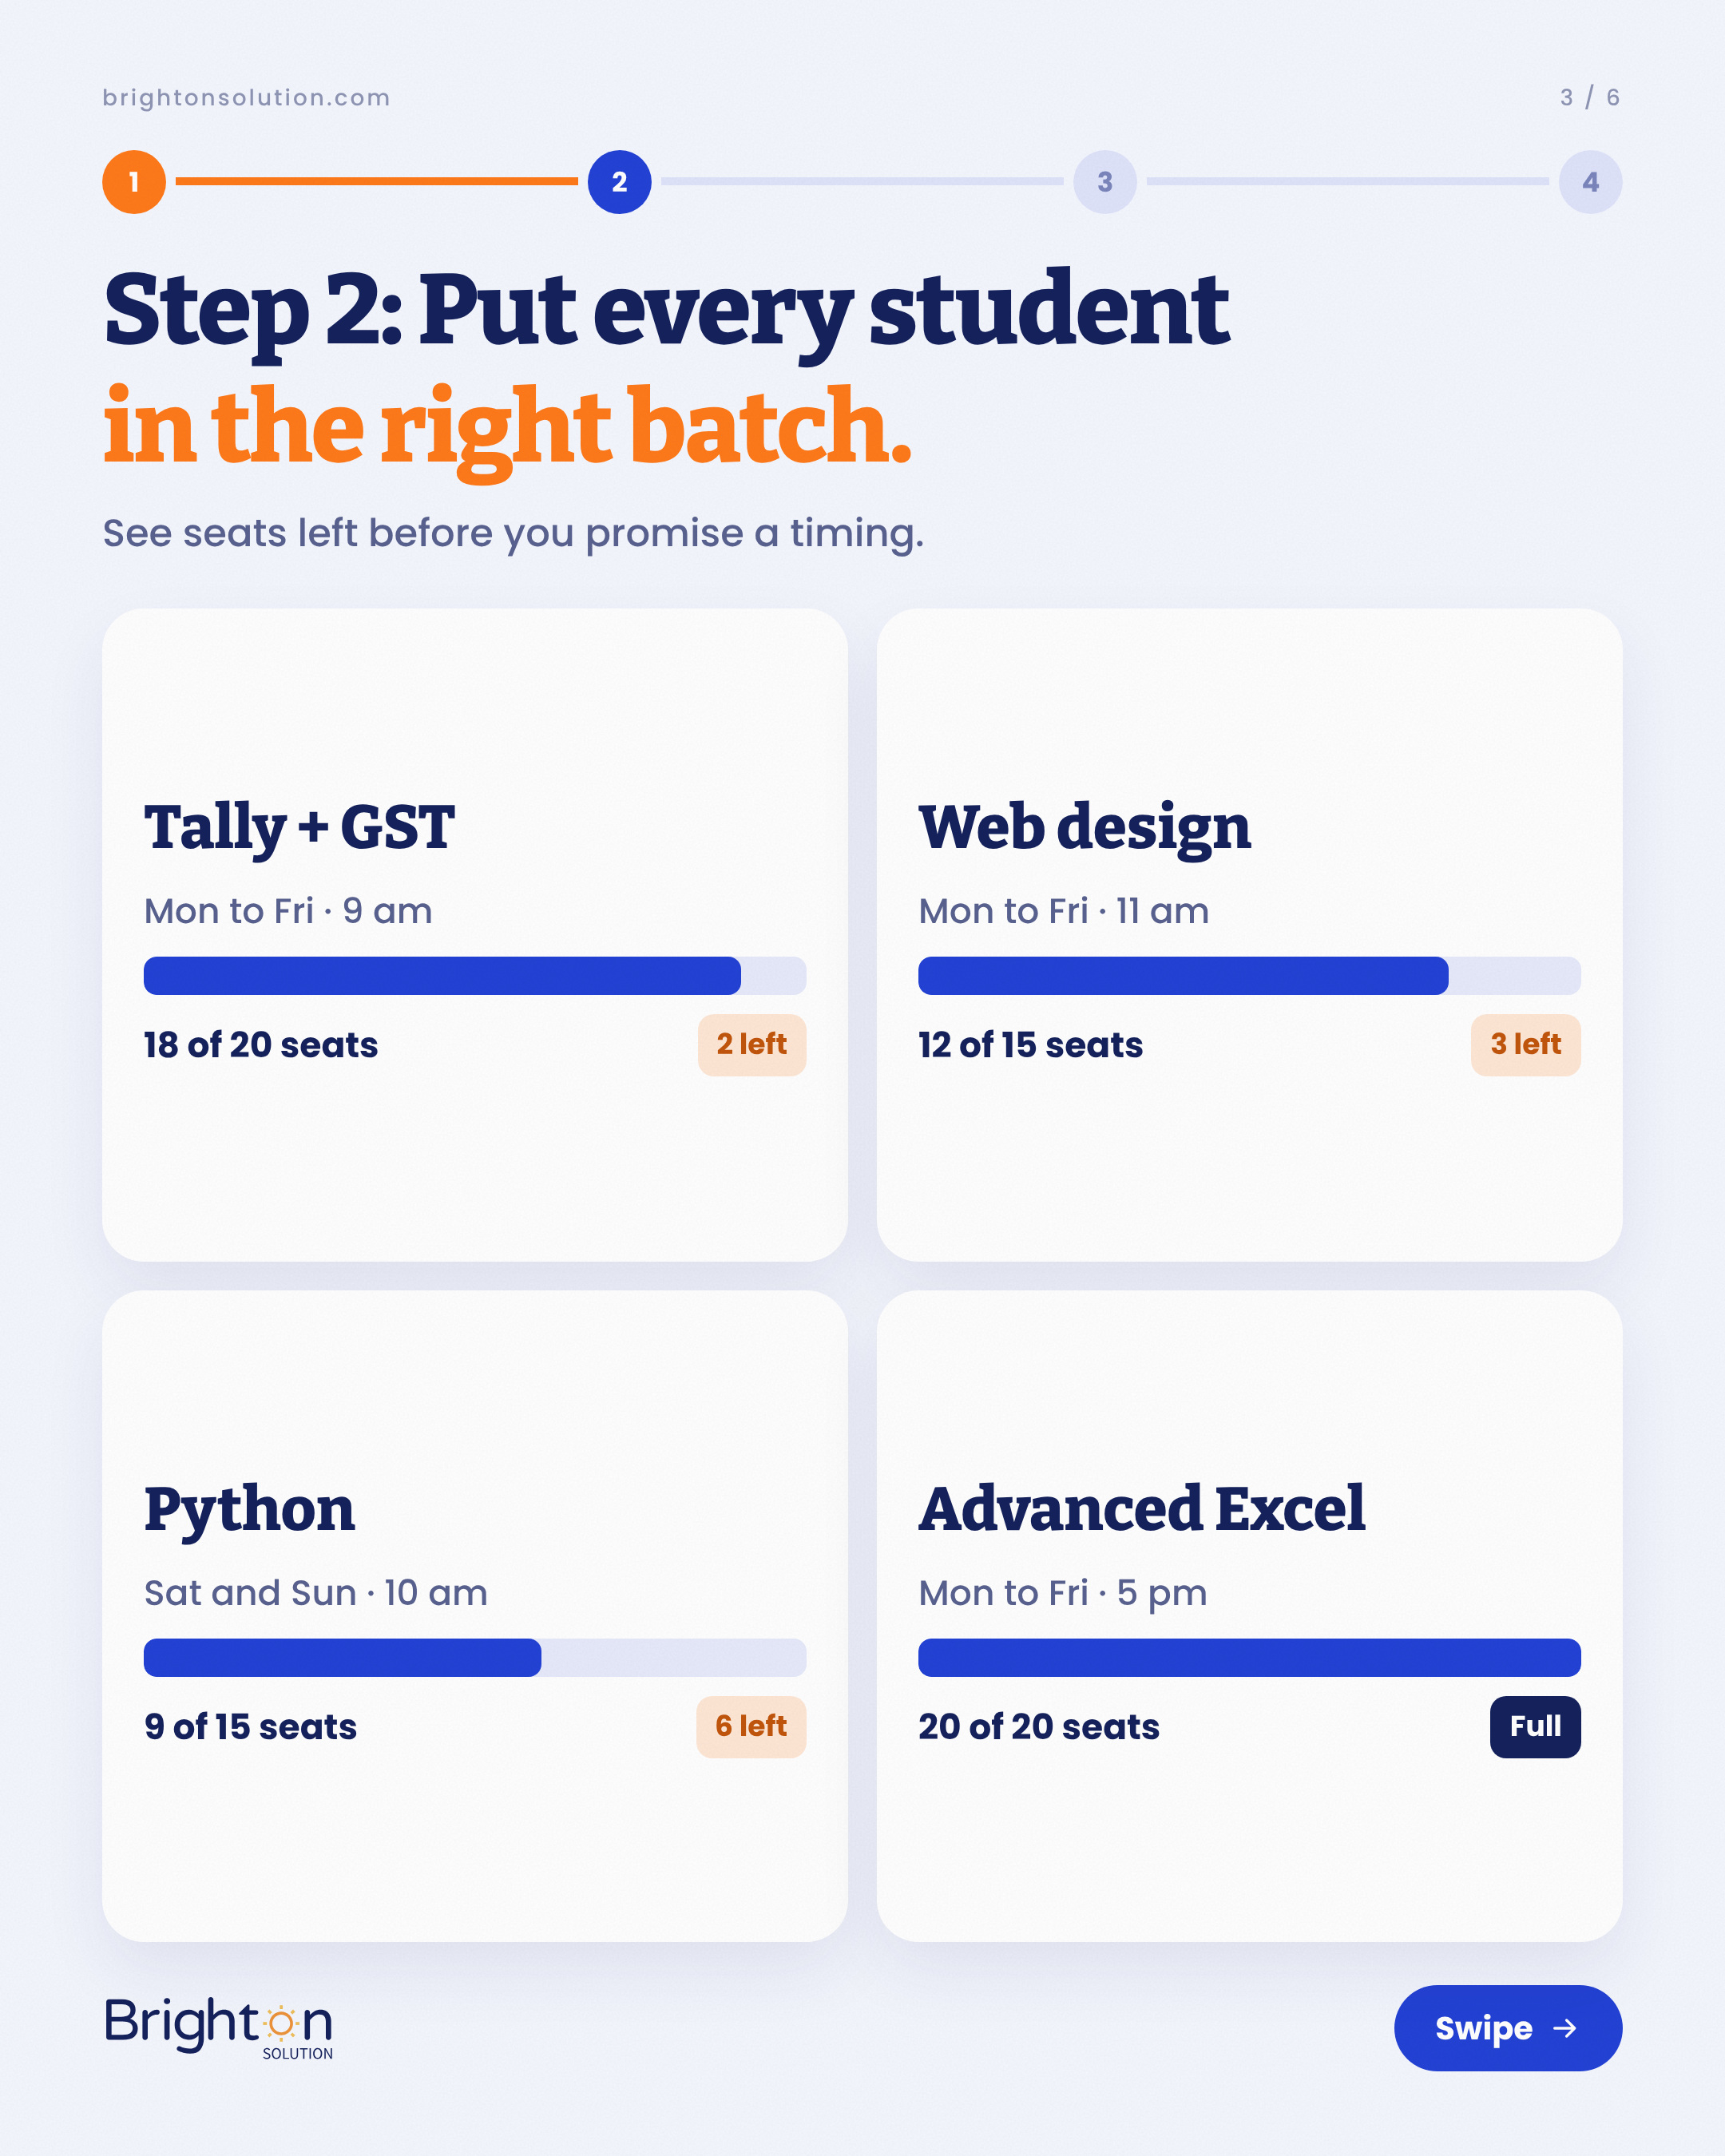 brightonsolution.com
3 / 6
1
2
3
4
Step 2: Put every student
in the right batch.
See seats left before you promise a timing.
Tally + GST
Mon to Fri · 9 am
18 of 20 seats
2 left
Web design
Mon to Fri · 11 am
12 of 15 seats
3 left
Python
Sat and Sun · 10 am
9 of 15 seats
6 left
Advanced Excel
Mon to Fri · 5 pm
20 of 20 seats
Full
Brighton
SOLUTION
Swipe →